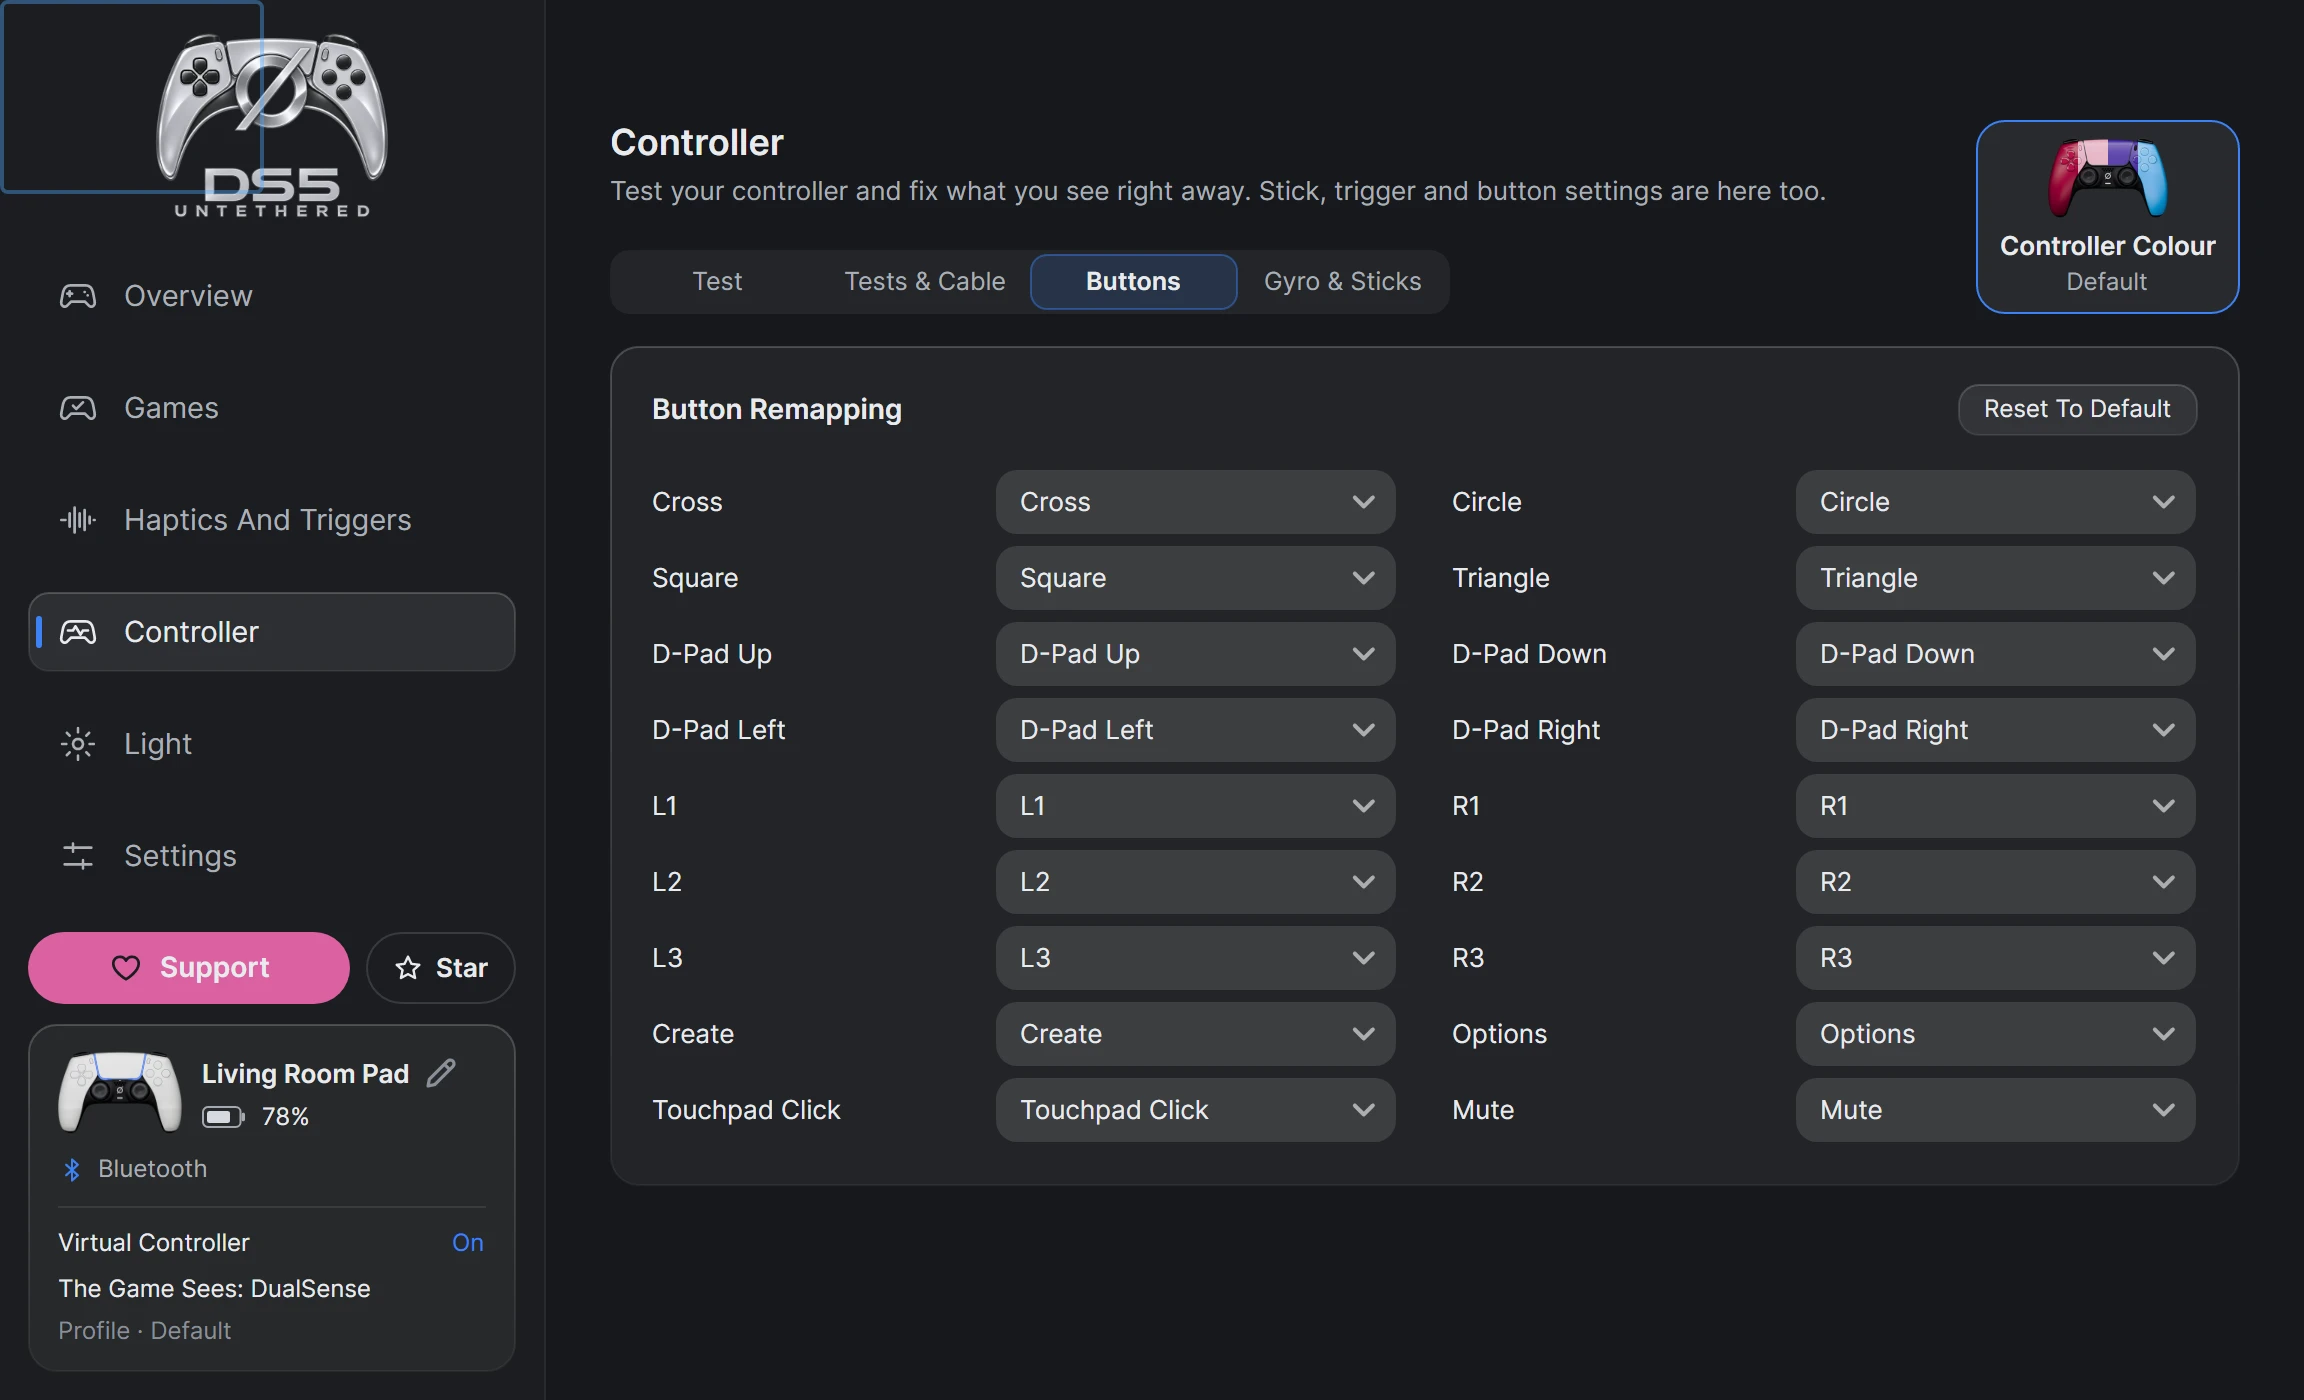 DS5
UNTETHERED
Overview
Games
Haptics And Triggers
Controller
Light
Settings
Support
Star
Living Room Pad
78%
Bluetooth
Virtual Controller On
The Game Sees: DualSense
Profile · Default
Controller
Test your controller and fix what you see right away. Stick, trigger and button settings are here too.
Controller Colour
Default
Test Tests & Cable Buttons Gyro & Sticks
Button Remapping Reset To Default
Cross Cross Circle Circle
Square Square Triangle Triangle
D-Pad Up D-Pad Up D-Pad Down D-Pad Down
D-Pad Left D-Pad Left D-Pad Right D-Pad Right
L1 L1 R1 R1
L2 L2 R2 R2
L3 L3 R3 R3
Create Create Options Options
Touchpad Click Touchpad Click Mute Mute